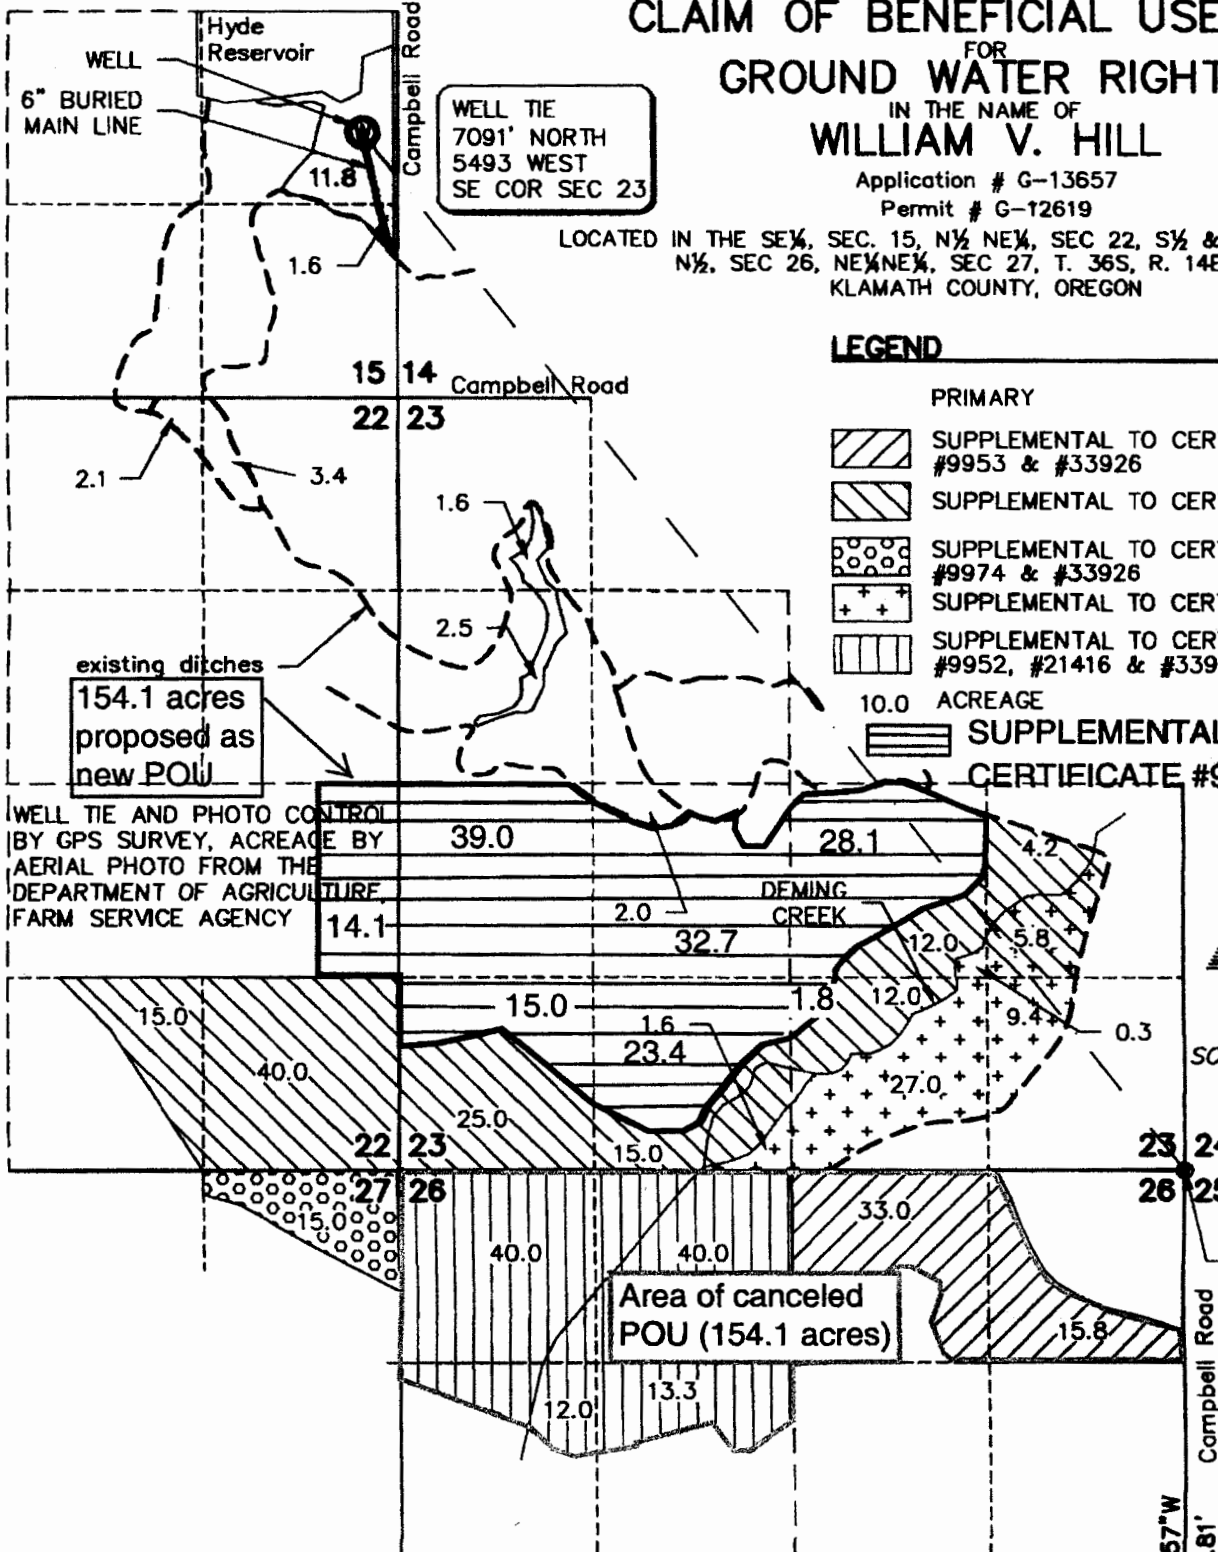 CLAIM OF BENEFICIAL USE
FOR
GROUND WATER RIGHT
IN THE NAME OF
WILLIAM V. HILL
Application # G-13657
Permit # G-12619
LOCATED IN THE SE¼, SEC. 15, N½ NE¼, SEC 22, S½ &
N½, SEC 26, NE¼NE¼, SEC 27, T. 36S, R. 14E
KLAMATH COUNTY, OREGON
Hyde
Reservoir
Campbell Road
WELL
6" BURIED
MAIN LINE
WELL TIE
7091' NORTH
5493 WEST
SE COR SEC 23
11.8
1.6
LEGEND
PRIMARY
SUPPLEMENTAL TO CER
#9953 & #33926
SUPPLEMENTAL TO CER
SUPPLEMENTAL TO CER
#9974 & #33926
SUPPLEMENTAL TO CER
SUPPLEMENTAL TO CER
#9952, #21416 & #339
10.0 ACREAGE
SUPPLEMENTAL
CERTIFICATE #9
15 14
Campbell Road
22 23
2.1
3.4
1.6
2.5
existing ditches
154.1 acres
proposed as
new POU
WELL TIE AND PHOTO CONTROL
BY GPS SURVEY, ACREAGE BY
AERIAL PHOTO FROM THE
DEPARTMENT OF AGRICULTURE,
FARM SERVICE AGENCY
39.0
28.1
4.2
DEMING
CREEK
2.0
14.1
32.7
12.0
5.8
15.0
15.0
1.8
12.0
9.4
0.3
1.6
23.4
40.0
27.0
25.0
15.0
22 23
23 24
27 26
26 25
15.0
33.0
40.0
40.0
Area of canceled
POU (154.1 acres)
15.8
13.3
12.0
Campbell Road
57"W
.81'